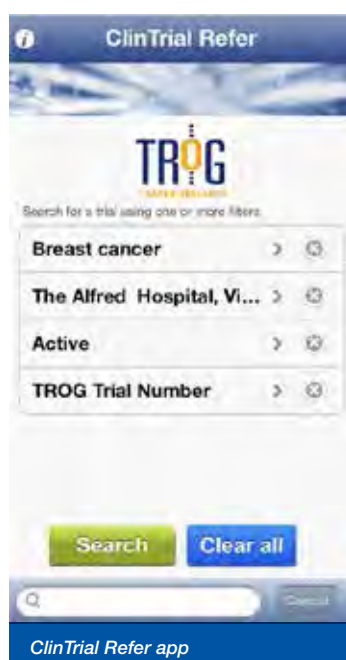 ClinTrial Refer
TROG
Search for a trial using one or more filters
Breast cancer
The Alfred Hospital, Vi...
Active
TROG Trial Number
Search
Clear all
ClinTrial Refer app